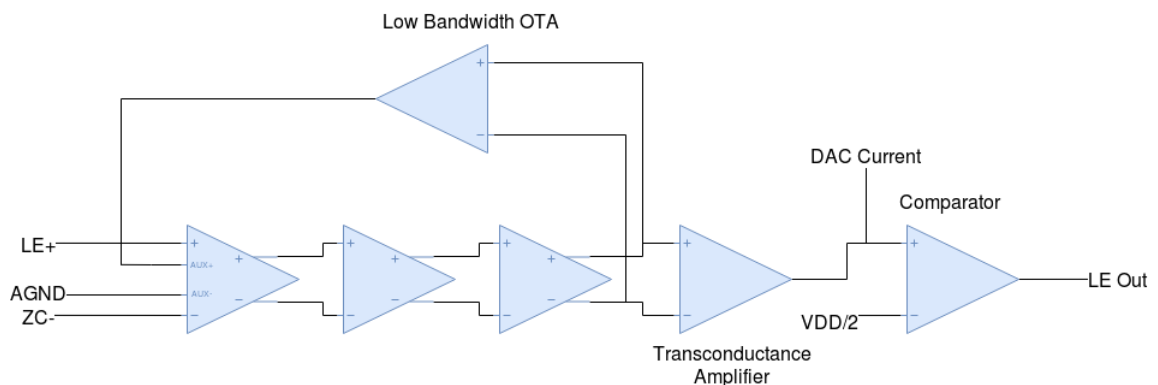 Low Bandwidth OTA
+
−
DAC Current
Comparator
LE+
+
+
+
+
+
+
+
+
AUX+
AGND
AUX-
ZC-
−
−
−
−
−
−
VDD/2
−
−
LE Out
Transconductance
Amplifier